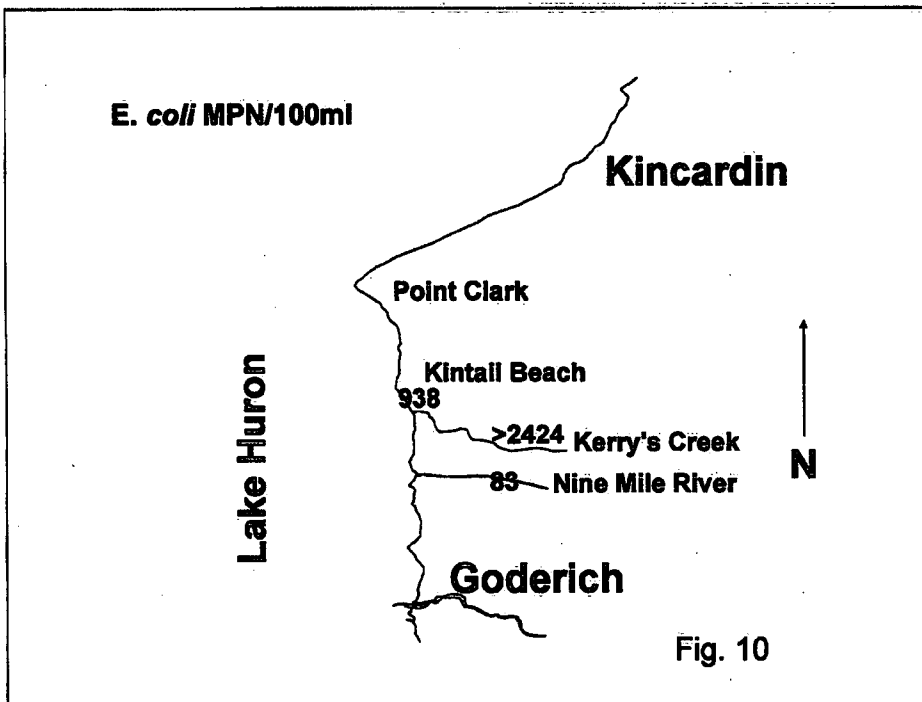 E. coli MPN/100ml
Kincardin
Point Clark
Lake Huron
Kintail Beach
938
>2424 Kerry's Creek
83 Nine Mile River
N
Goderich
Fig. 10